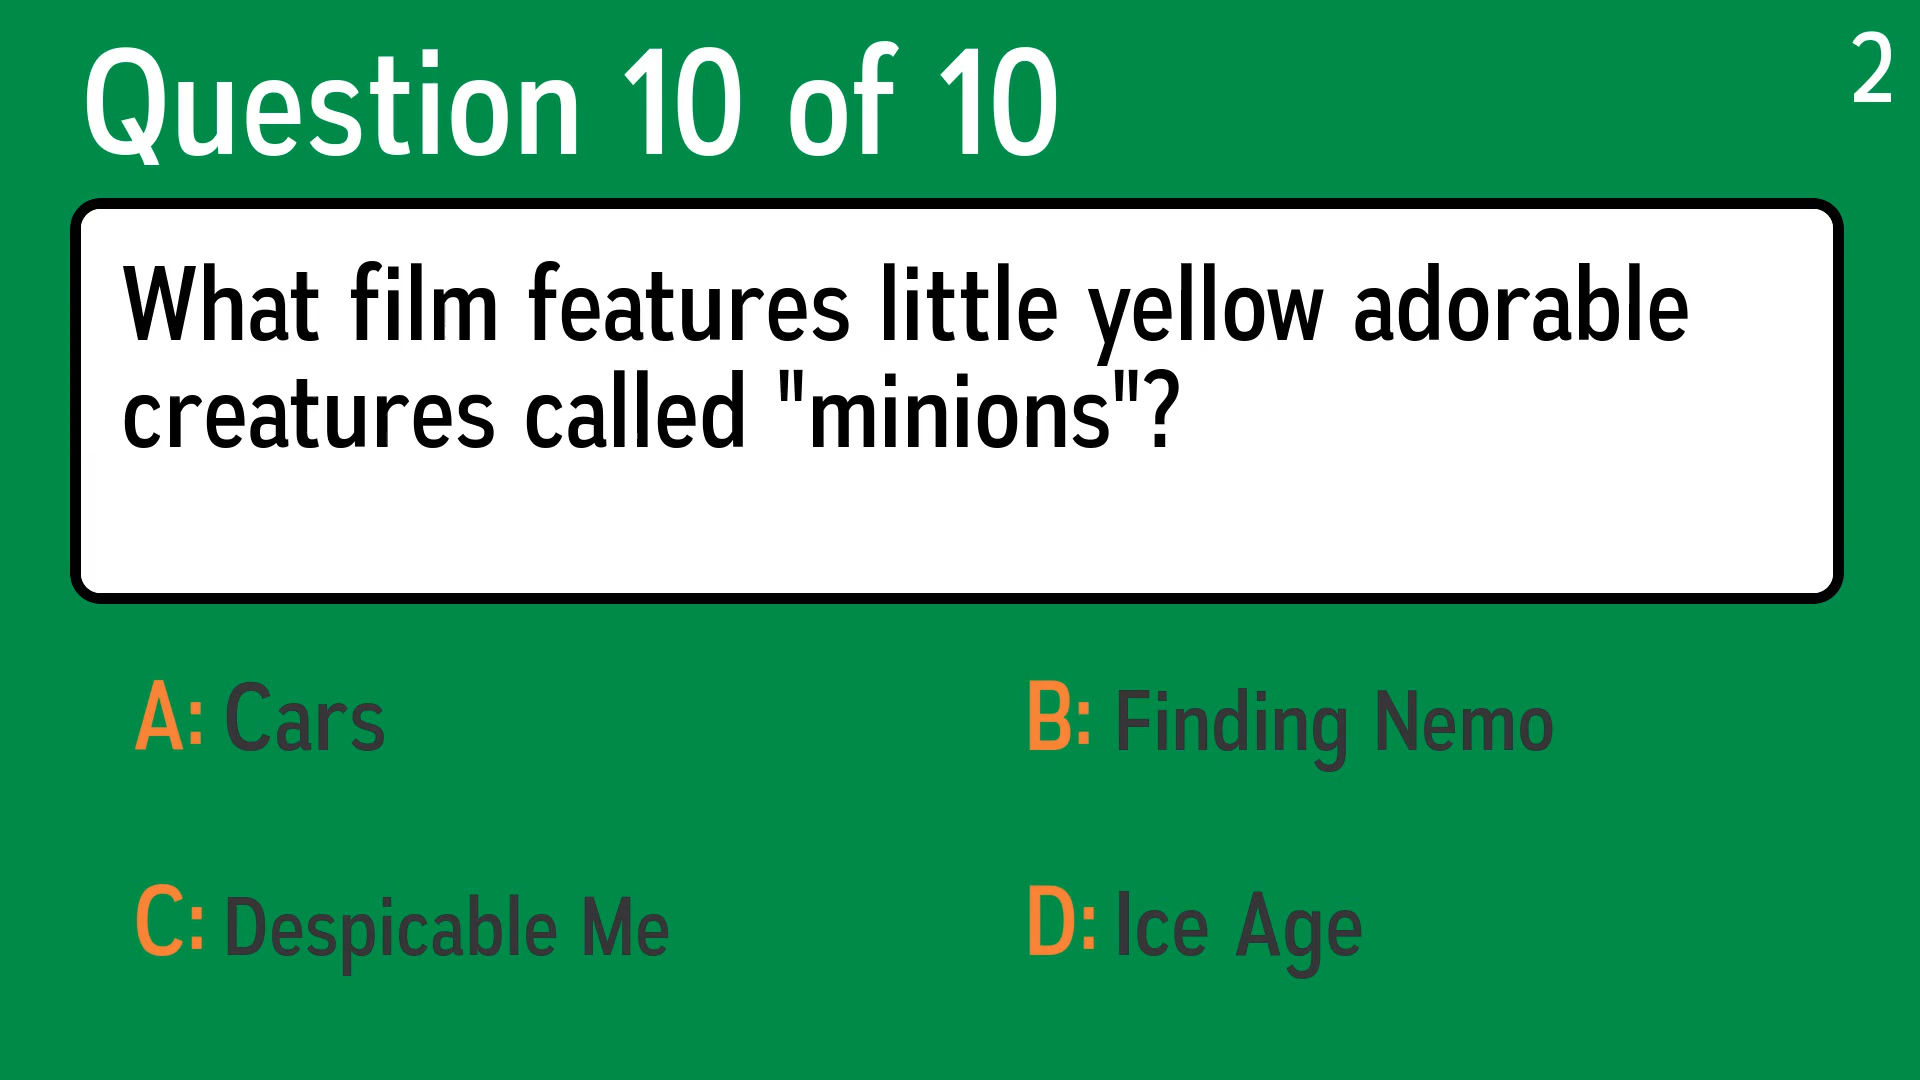 Question 10 of 10
2
What film features little yellow adorable
creatures called "minions"?
A: Cars
B: Finding Nemo
C: Despicable Me
D: Ice Age